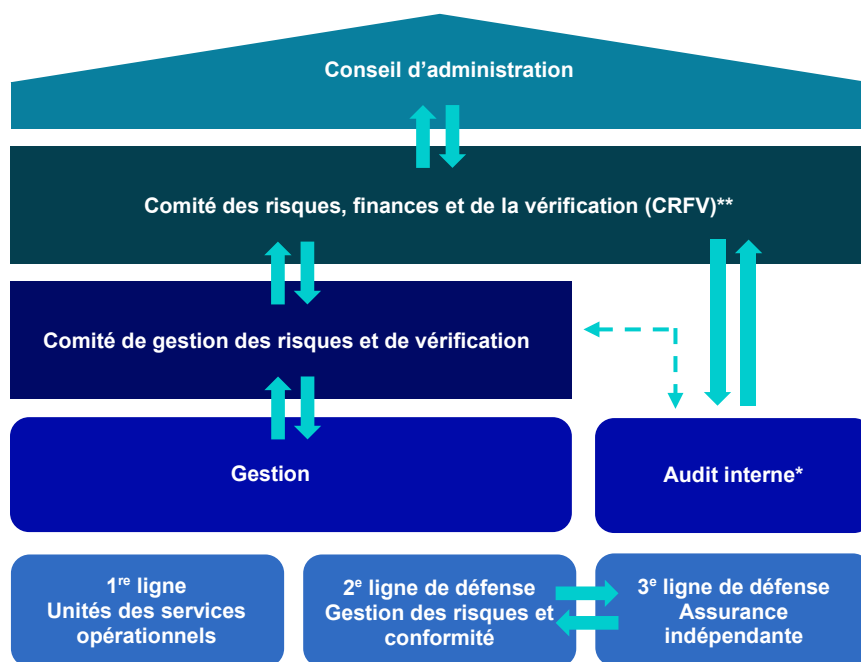 Conseil d’administration
Comité des risques, finances et de la vérification (CRFV)**
Comité de gestion des risques et de vérification
Gestion
Audit interne*
1re ligne
Unités des services
opérationnels
2e ligne de défense
Gestion des risques et
conformité
3e ligne de défense
Assurance
indépendante